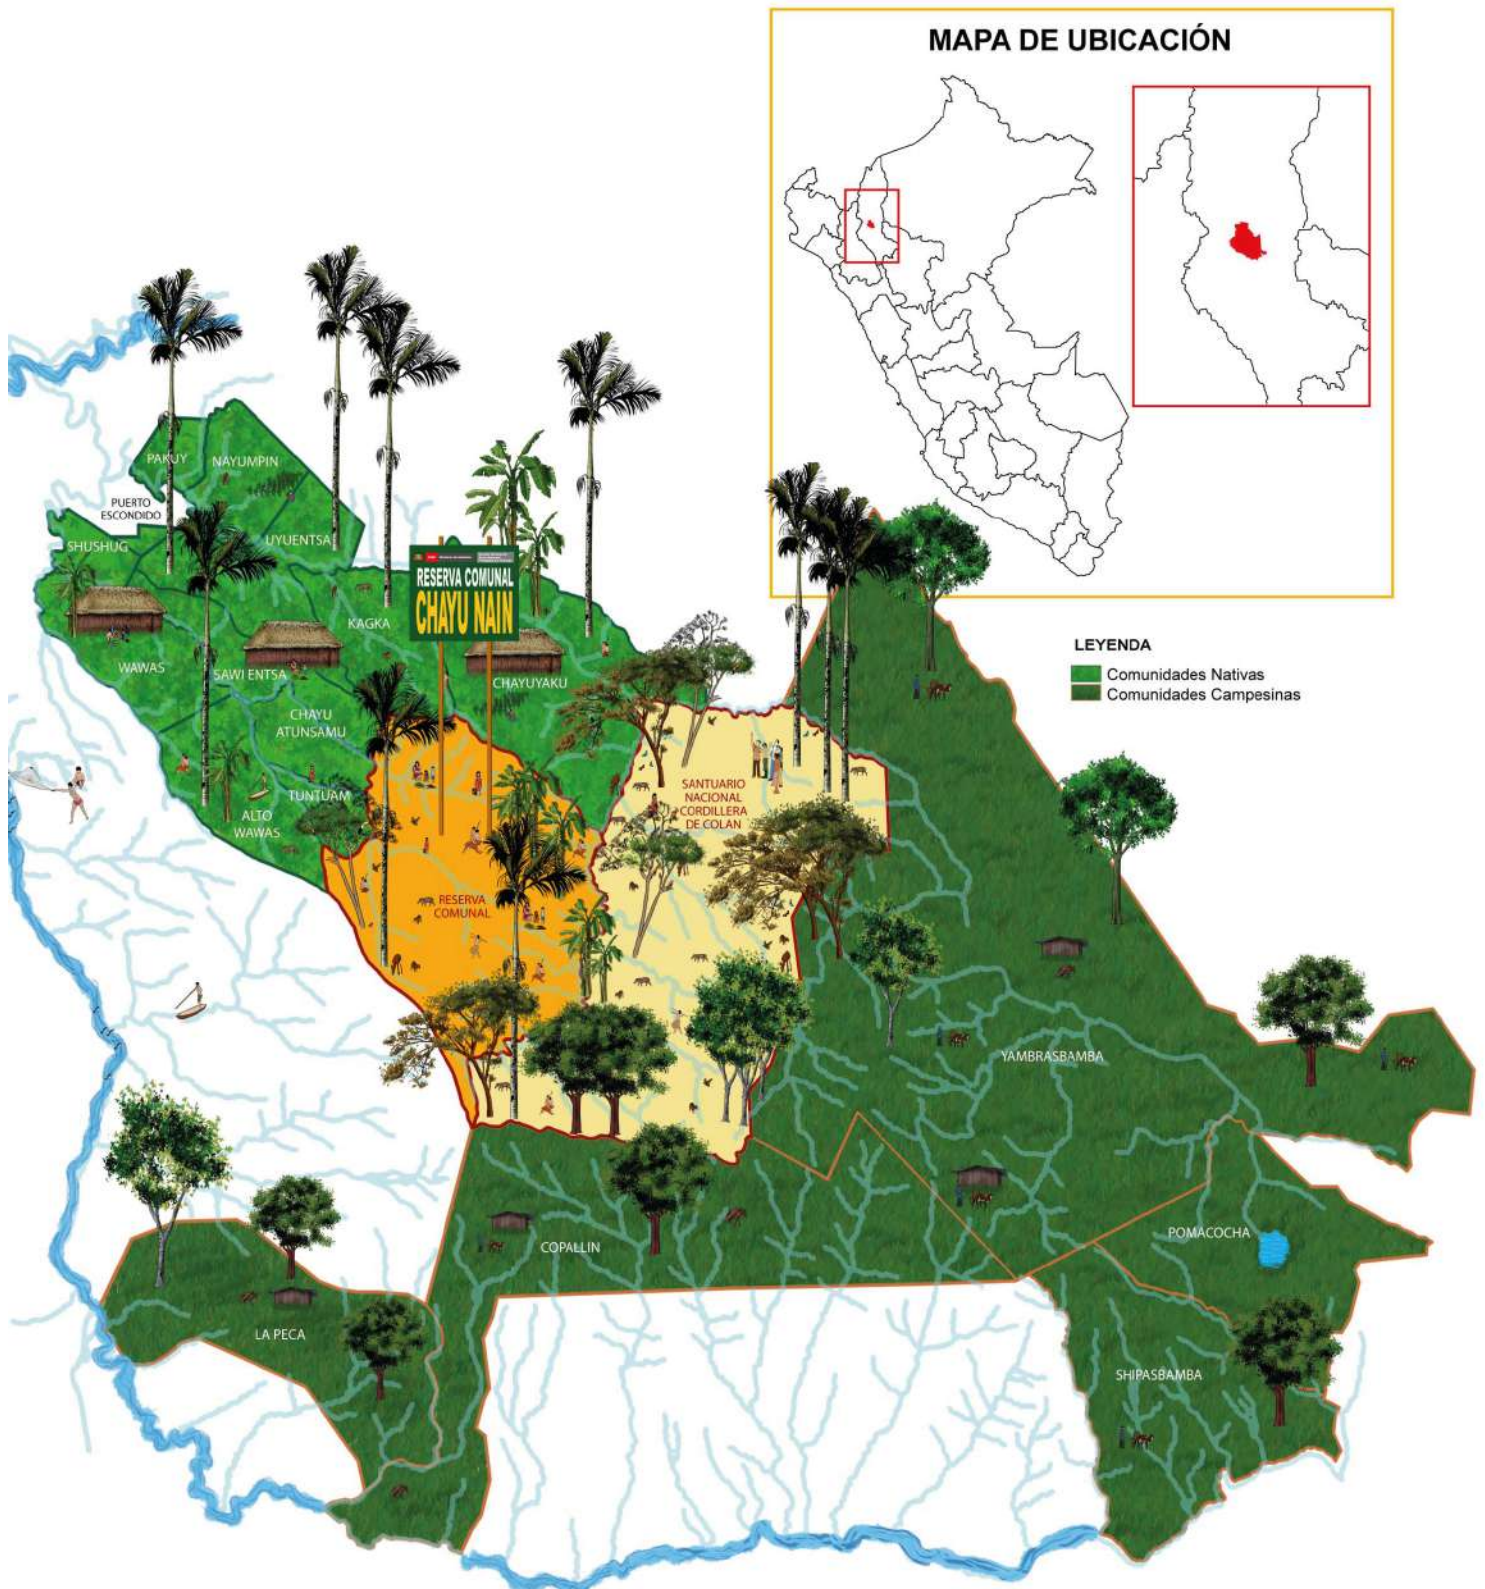 MAPA DE UBICACIÓN
PAKUY
NAYUMPIN
PUERTO
ESCONDIDO
SHUSHUG
UYUENTSA
RESERVA COMUNAL
CHAYU NAIN
KAGKA
WAWAS
SAWI ENTSA
CHAYUYAKU
CHAYU
ATUNSAMU
TUNTUAM
ALTO
WAWAS
SANTUARIO
NACIONAL
CORDILLERA
DE COLAN
RESERVA
COMUNAL
LEYENDA
Comunidades Nativas
Comunidades Campesinas
YAMBRASBAMBA
COPALLIN
POMACOCHA
LA PECA
SHIPASBAMBA